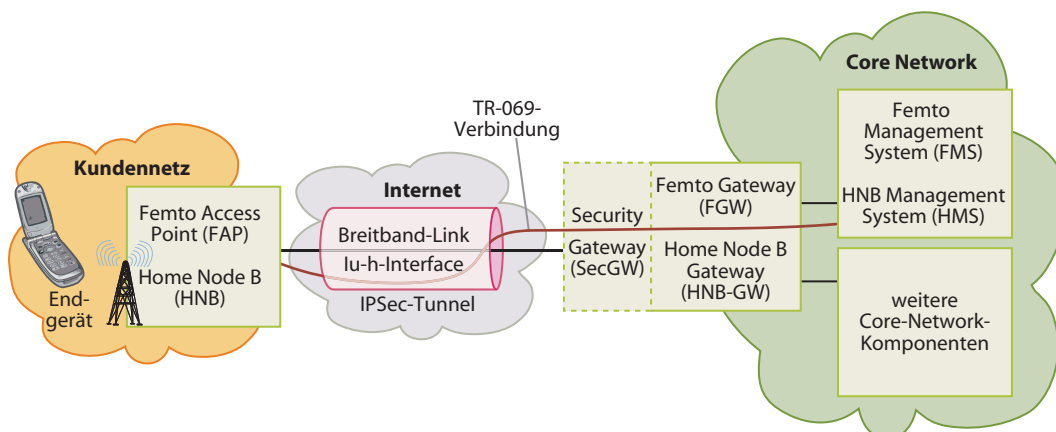 Kundennetz
End-
gerät
Femto Access
Point (FAP)
Home Node B
(HNB)
Internet
Breitband-Link
Iu-h-Interface
IPSec-Tunnel
TR-069-
Verbindung
Security
Gateway
(SecGW)
Femto Gateway
(FGW)
Home Node B
Gateway
(HNB-GW)
Core Network
Femto
Management
System (FMS)
HNB Management
System (HMS)
weitere
Core-Network-
Komponenten